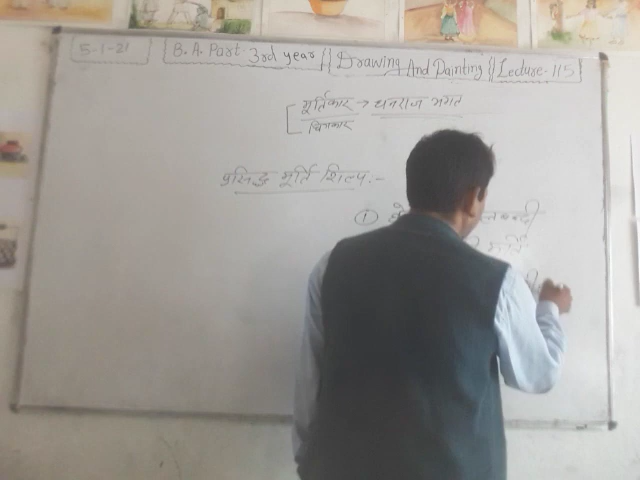 5-1-21 B.A. Part 3rd year || Drawing And Painting || Lecture-115
मूर्तिकार → धनराज भगत
चित्रकार
प्रसिद्ध मूर्ति शिल्प:-
①